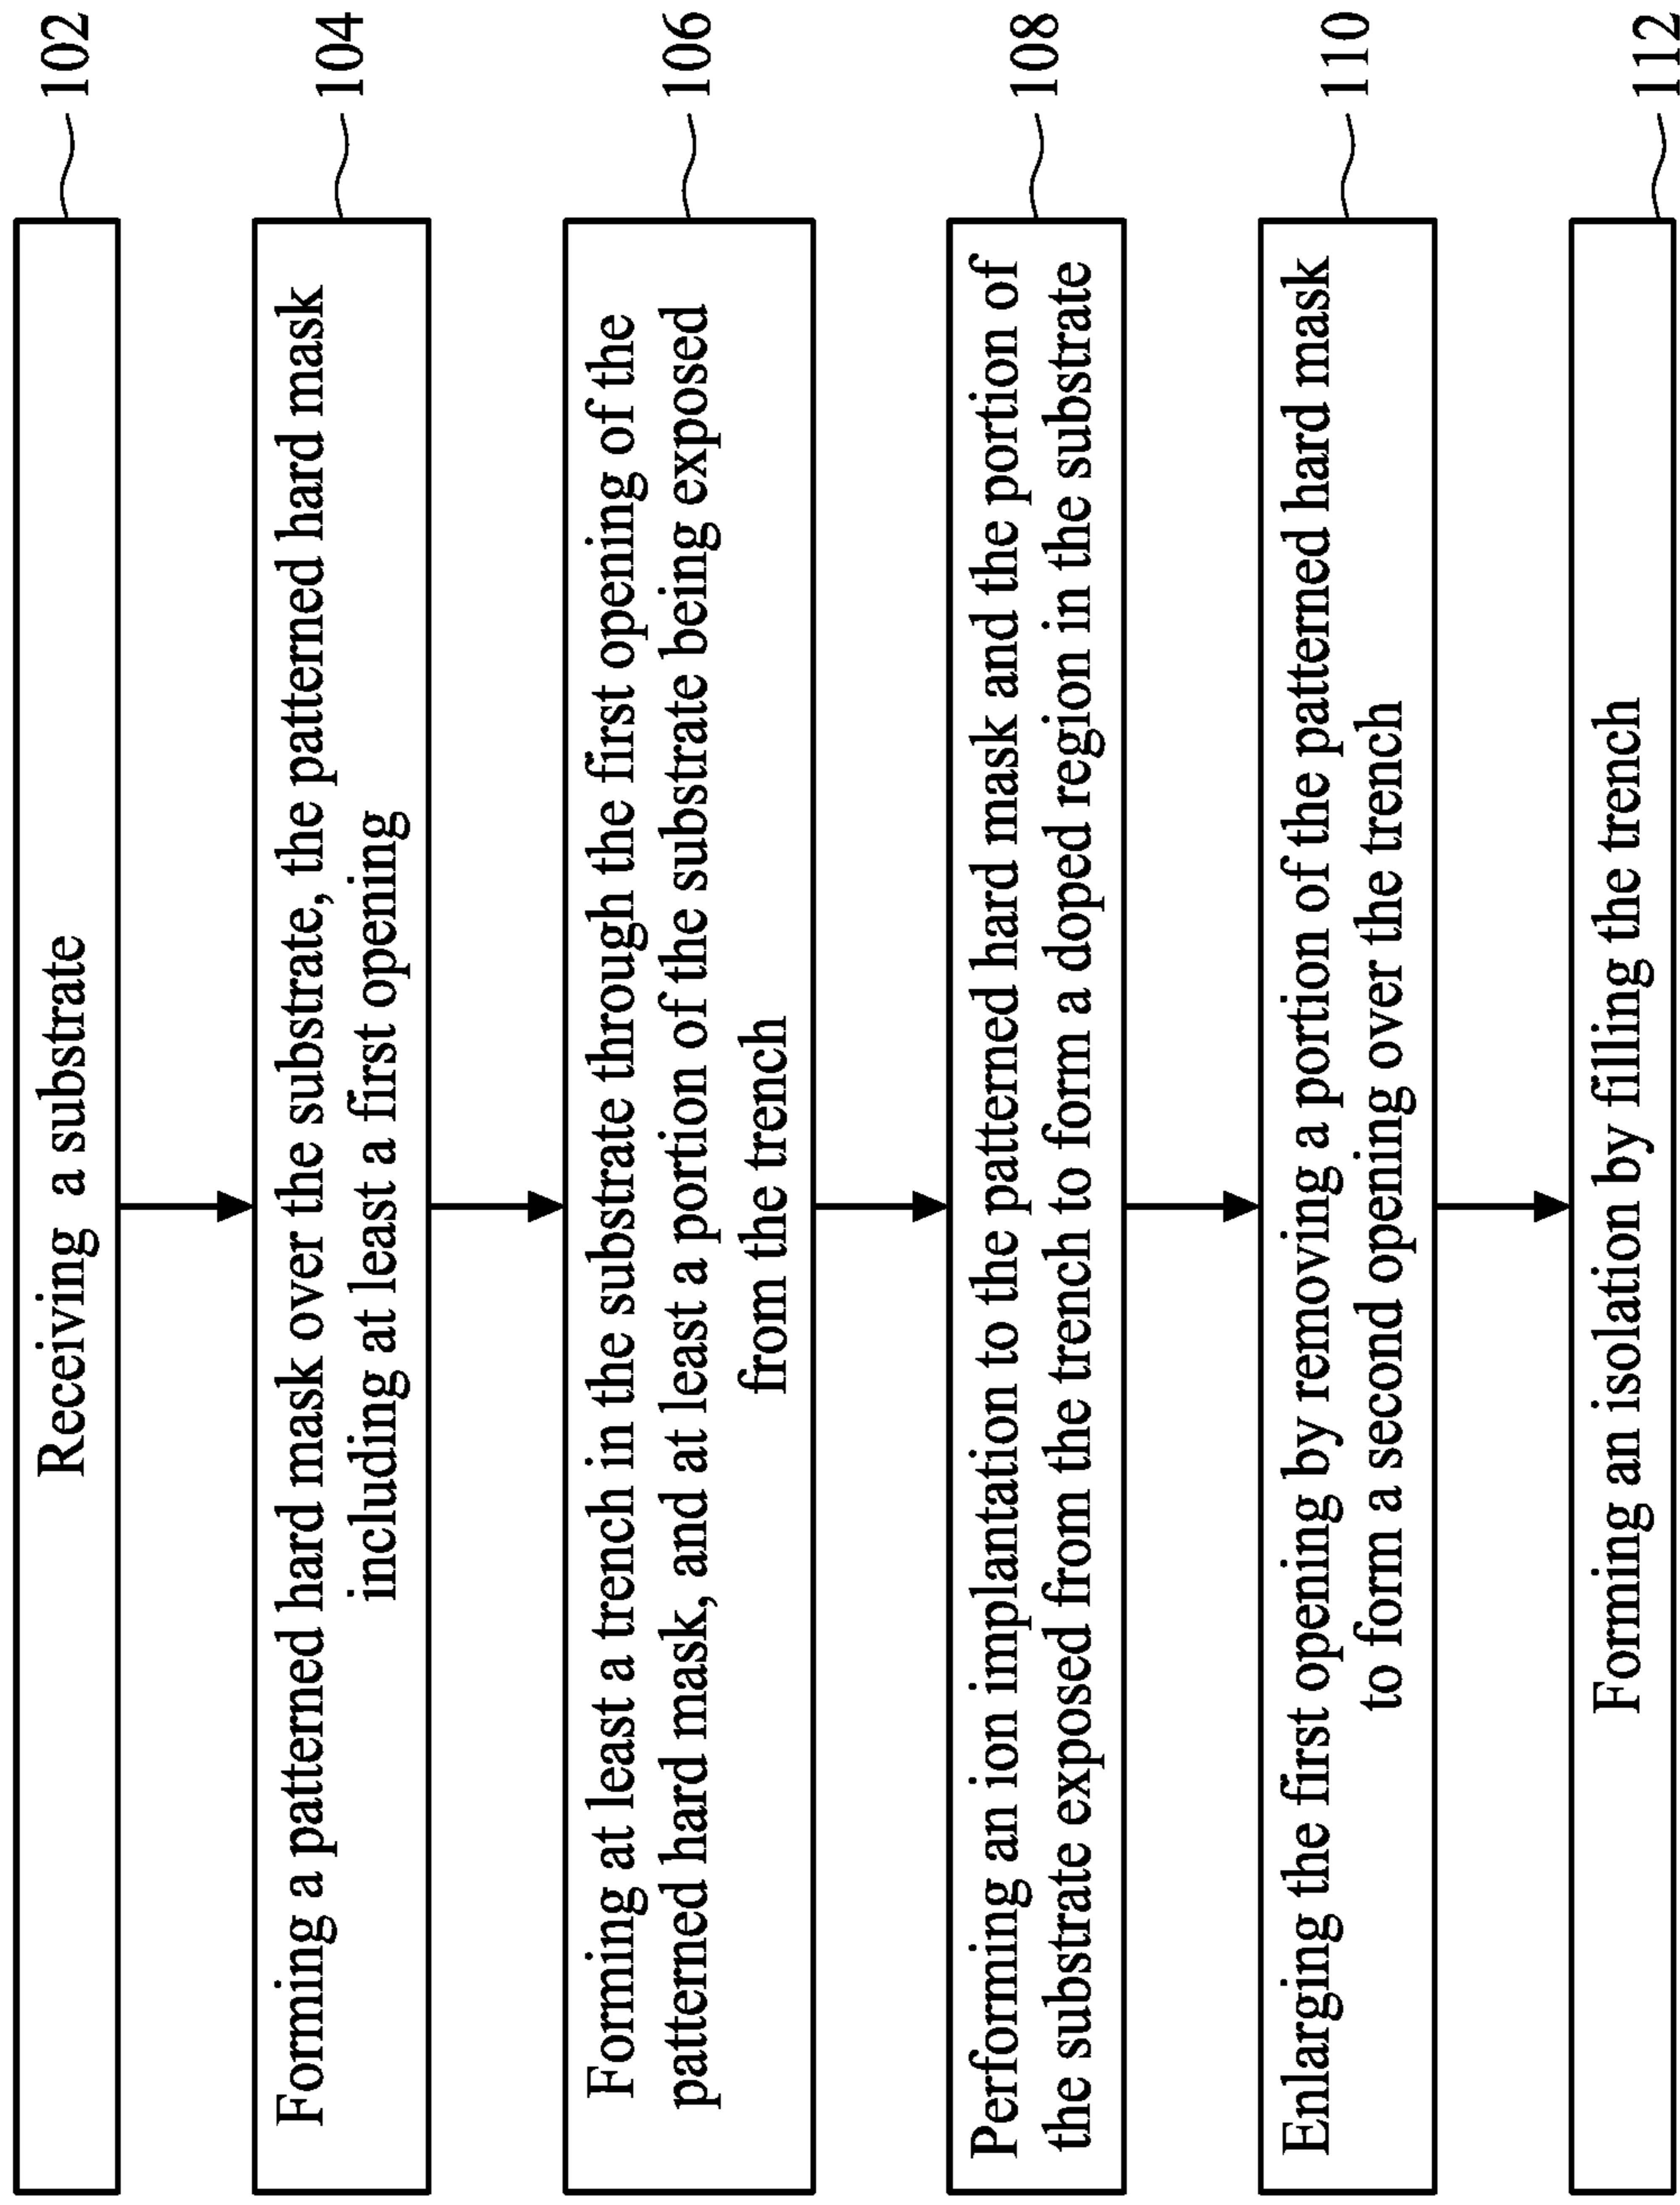 Receiving a substrate
102
Forming a patterned hard mask over the substrate, the patterned hard mask
including at least a first opening
104
Forming at least a trench in the substrate through the first opening of the
patterned hard mask, and at least a portion of the substrate being exposed
from the trench
106
Performing an ion implantation to the patterned hard mask and the portion of
the substrate exposed from the trench to form a doped region in the substrate
108
Enlarging the first opening by removing a portion of the patterned hard mask
to form a second opening over the trench
110
Forming an isolation by filling the trench
112